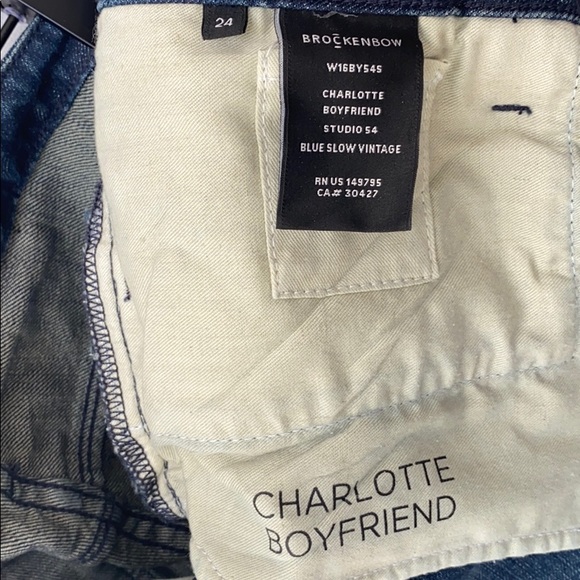 24
BROCKENBOW
W16BY545
CHARLOTTE
BOYFRIEND
STUDIO 54
BLUE SLOW VINTAGE
RN US 149795
CA# 30427
CHARLOTTE
BOYFRIEND